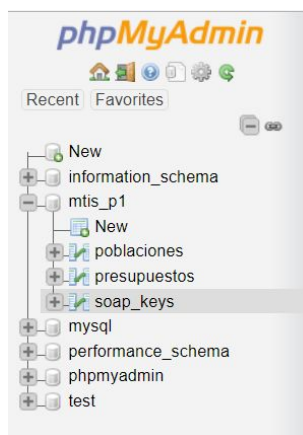 phpMyAdmin
Recent Favorites
New
information_schema
mtis_p1
New
poblaciones
presupuestos
soap_keys
mysql
performance_schema
phpmyadmin
test